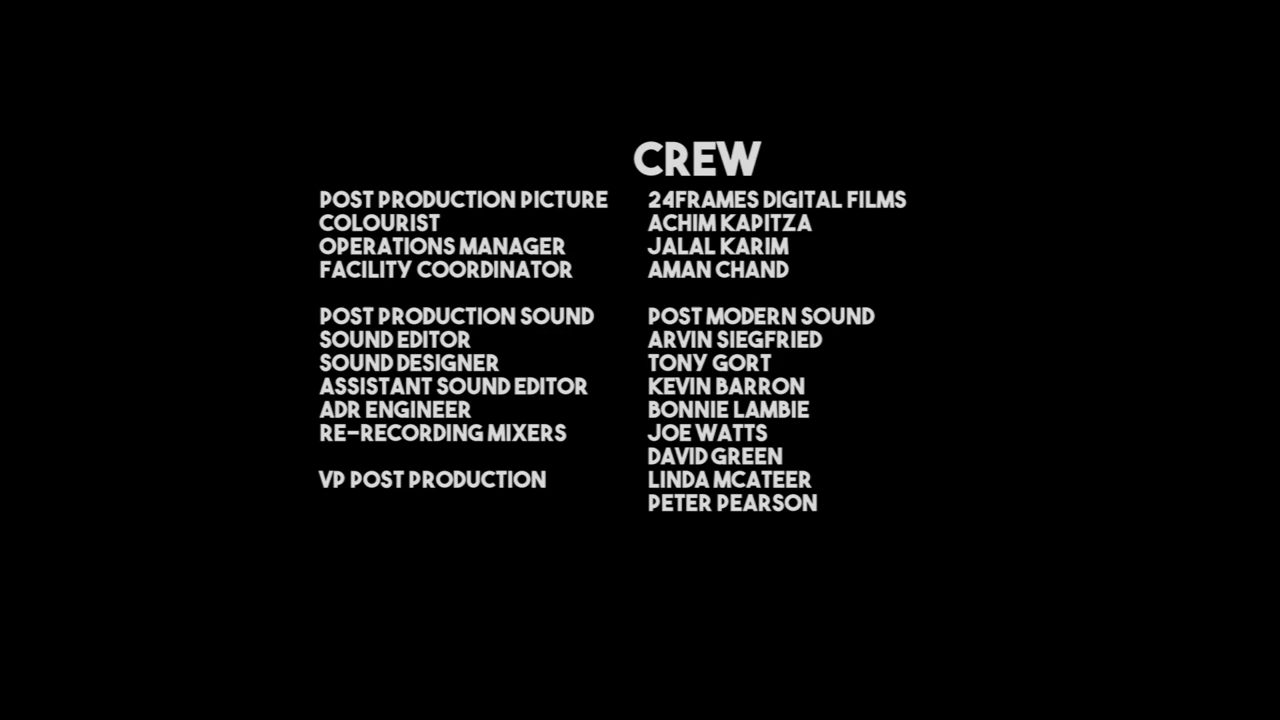 CREW
POST PRODUCTION PICTURE 24FRAMES DIGITAL FILMS
COLOURIST ACHIM KAPITZA
OPERATIONS MANAGER JALAL KARIM
FACILITY COORDINATOR AMAN CHAND
POST PRODUCTION SOUND POST MODERN SOUND
SOUND EDITOR ARVIN SIEGFRIED
SOUND DESIGNER TONY GORT
ASSISTANT SOUND EDITOR KEVIN BARRON
ADR ENGINEER BONNIE LAMBIE
RE-RECORDING MIXERS JOE WATTS
DAVID GREEN
VP POST PRODUCTION LINDA MCATEER
PETER PEARSON